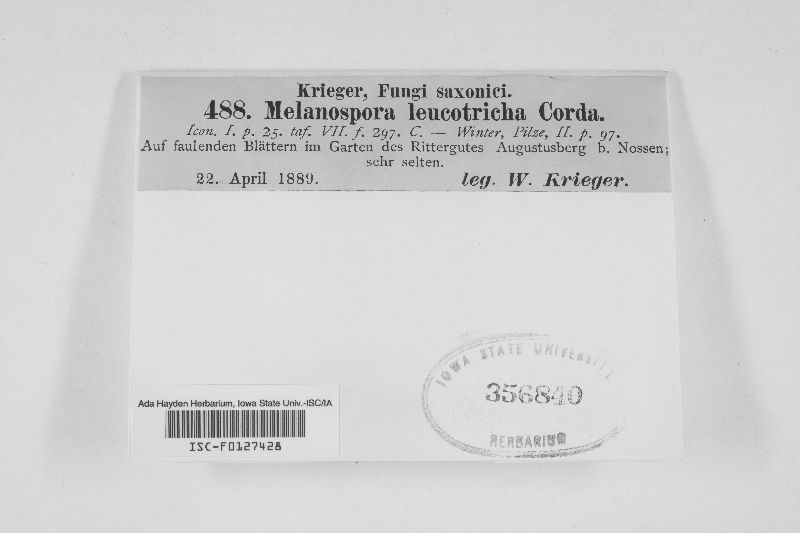 Krieger, Fungi saxonici.
488. Melanospora leucotricha Corda.
Icon. I. p. 25. taf. VII. f. 297. C. — Winter, Pilze, II. p. 97.
Auf faulenden Blättern im Garten des Rittergutes Augustusberg b. Nossen;
sehr selten.
22. April 1889. leg. W. Krieger.
IOWA STATE UNIVERSITY
356840
HERBARIUM
Ada Hayden Herbarium, Iowa State Univ.-ISC/IA
ISC-F0127428